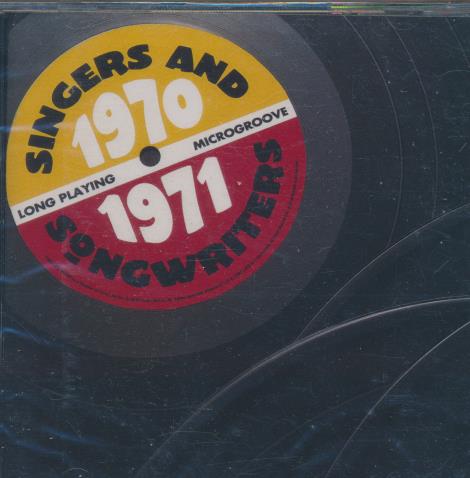 SINGERS AND
1970
LONG PLAYING MICROGROOVE
1971
SONGWRITERS